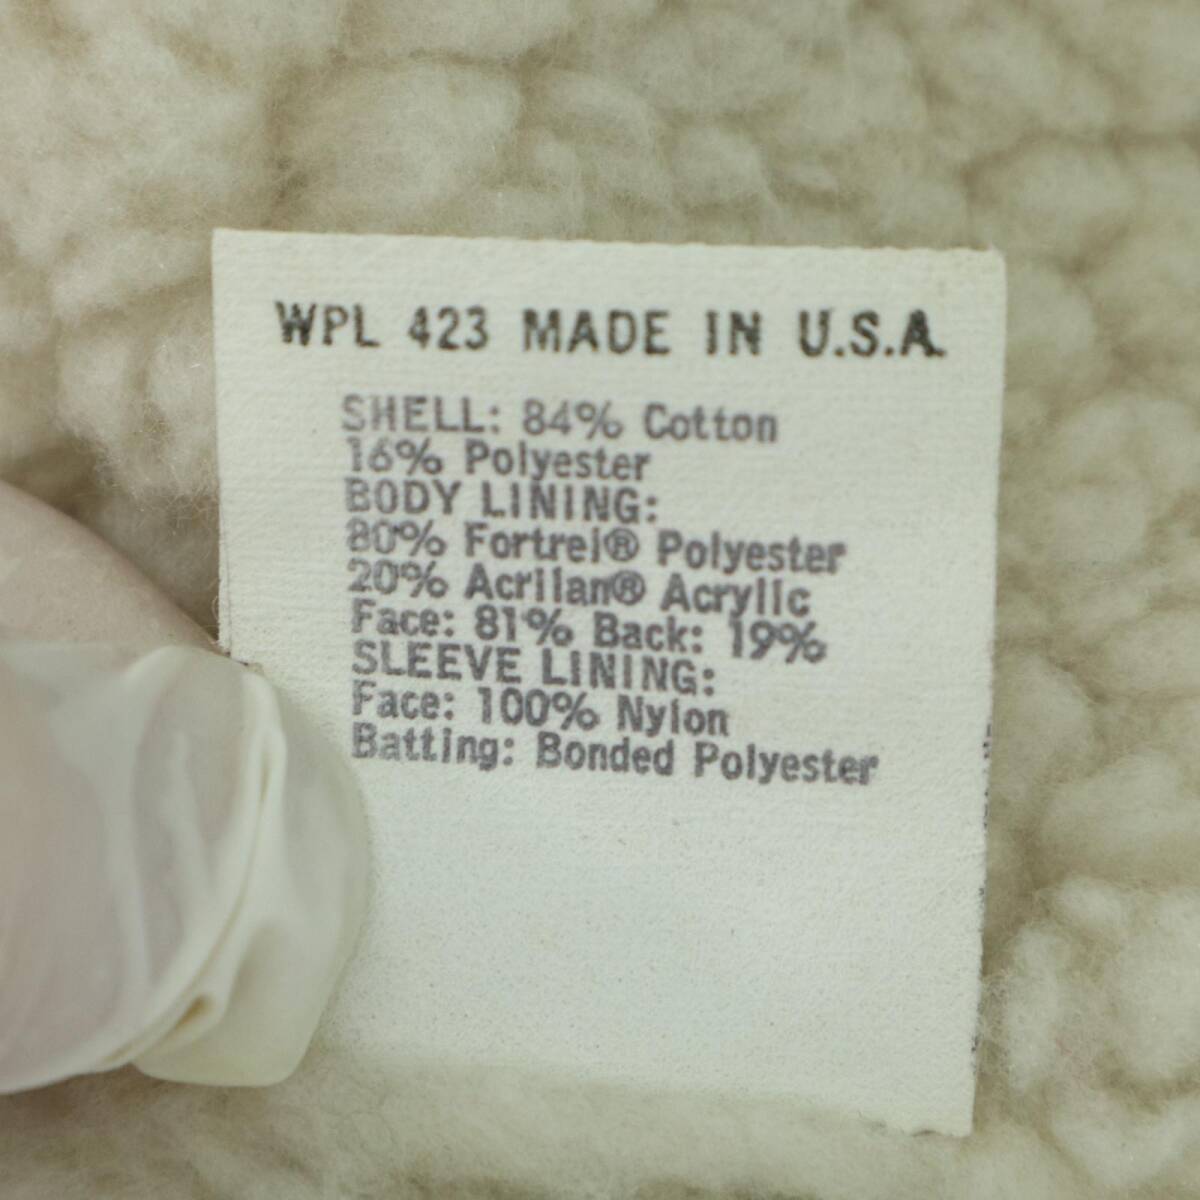 WPL 423 MADE IN U.S.A.
SHELL: 84% Cotton
16% Polyester
BODY LINING:
80% Fortrel® Polyester
20% Acrilan® Acrylic
Face: 81% Back: 19%
SLEEVE LINING:
Face: 100% Nylon
Batting: Bonded Polyester